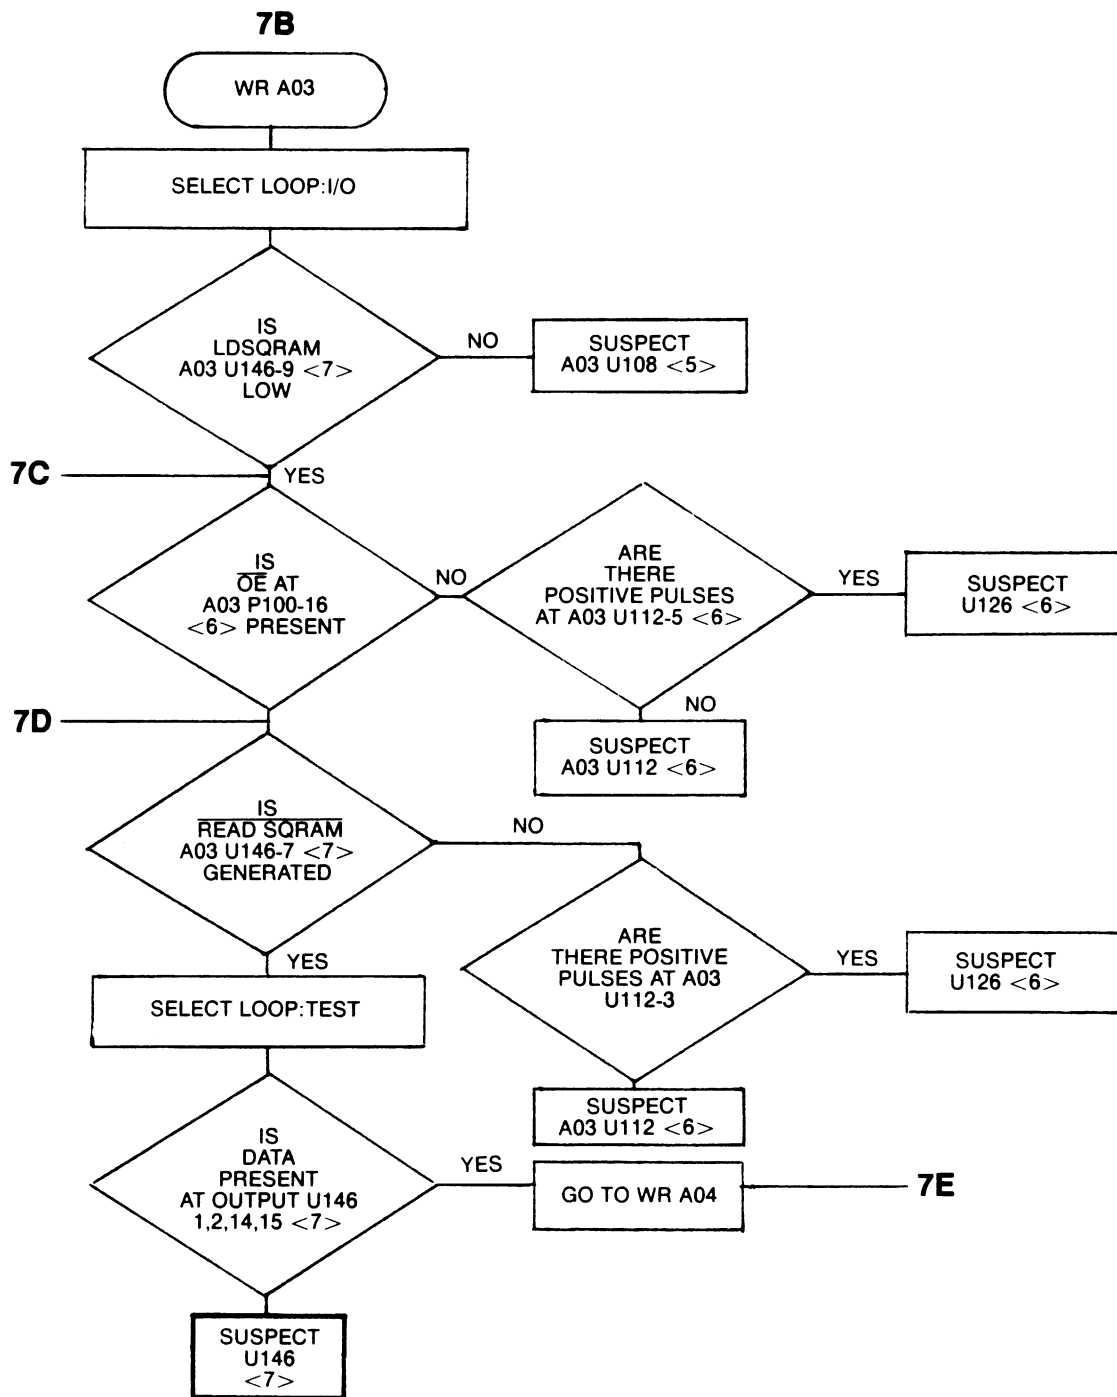 7B
WR A03
SELECT LOOP:I/O
IS
LDSQRAM
A03 U146-9 <7>
LOW
NO
SUSPECT
A03 U108 <5>
7C
YES
IS
OE AT
A03 P100-16
<6> PRESENT
NO
ARE
THERE
POSITIVE PULSES
AT A03 U112-5 <6>
YES
SUSPECT
U126 <6>
NO
SUSPECT
A03 U112 <6>
7D
IS
READ SQRAM
A03 U146-7 <7>
GENERATED
NO
ARE
THERE POSITIVE
PULSES AT A03
U112-3
YES
SUSPECT
U126 <6>
SUSPECT
A03 U112 <6>
YES
SELECT LOOP:TEST
IS
DATA
PRESENT
AT OUTPUT U146
1,2,14,15 <7>
YES
GO TO WR A04
7E
SUSPECT
U146
<7>